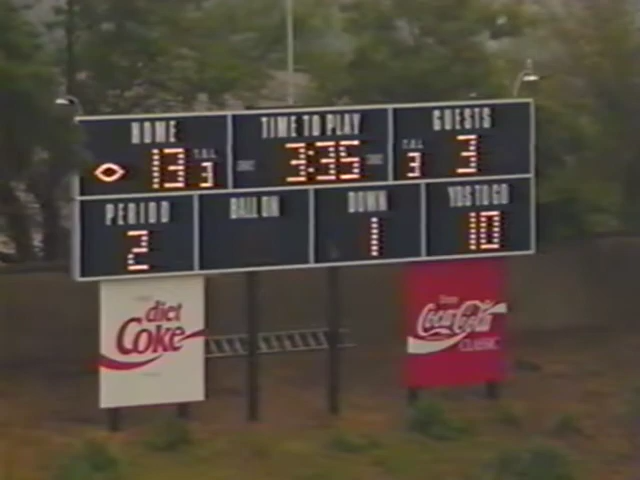 HOME TIME TO PLAY GUESTS
13 T.O.L. 3 3:35 T.O.L. 3 3
PERIOD BALL ON DOWN YDS TO GO
2 1 10
diet Coke
Coca-Cola
CLASSIC